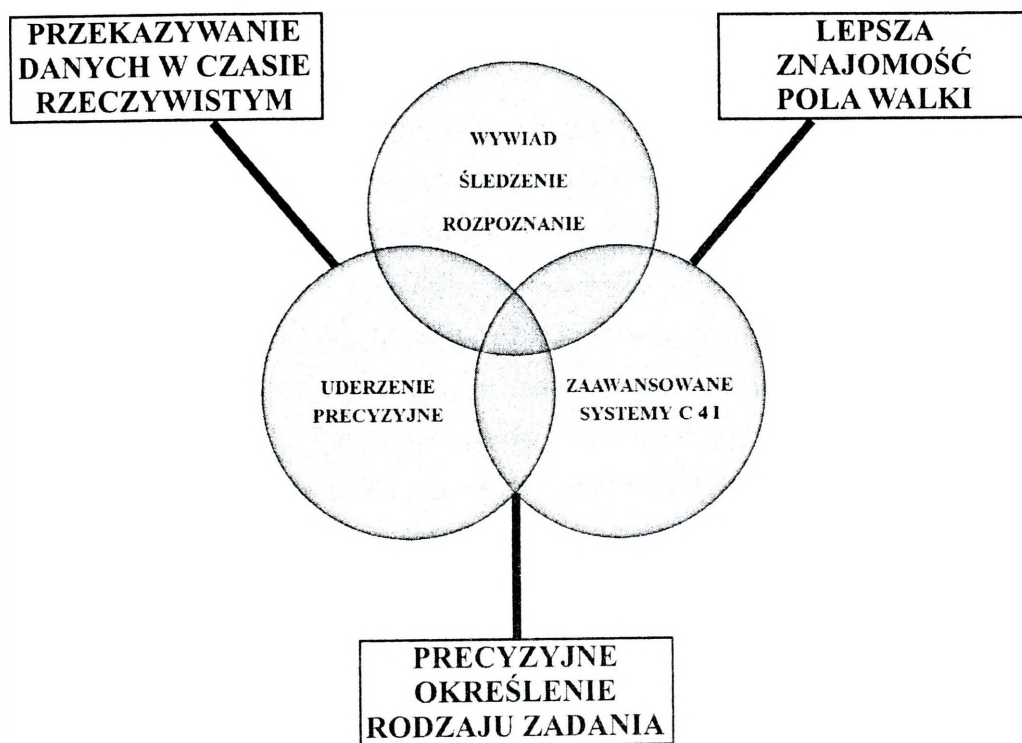 PRZEKAZYWANIE
DANYCH W CZASIE
RZECZYWISTYM
LEPSZA
ZNAJOMOŚĆ
POLA WALKI
WYWIAD
ŚLEDZENIE
ROZPOZNANIE
UDERZENIE
PRECYZYJNE
ZAAWANSOWANE
SYSTEMY C 4 I
PRECYZYJNE
OKREŚLENIE
RODZAJU ZADANIA